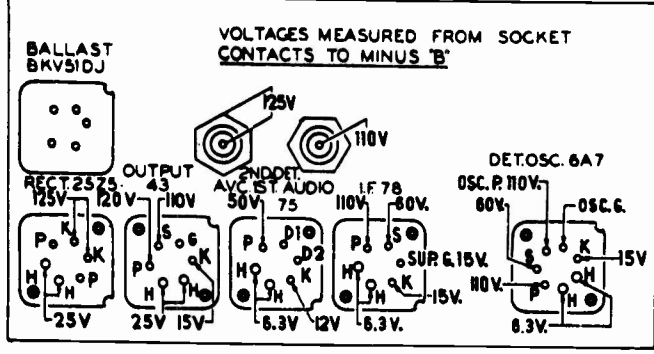 VOLTAGES MEASURED FROM SOCKET
CONTACTS TO MINUS "B"
BALLAST
BKV51DJ
125V
110V
RECT. 25Z5
125V
P
K
K
P
H
H
25V
OUTPUT
43
120V
110V
S
G
P
K
H
H
25V
15V
2ND DET.
AVC. 1ST. AUDIO
75
50V
P
D1
D2
H
K
H
6.3V
12V
I.F. 78
110V
60V.
P
S
SUP. G. 15V.
H
K
H
6.3V.
15V.
DET. OSC. 6A7
OSC. P. 110V.
OSC. G.
60V.
S
K
15V
110V.
P
H
H
6.3V.